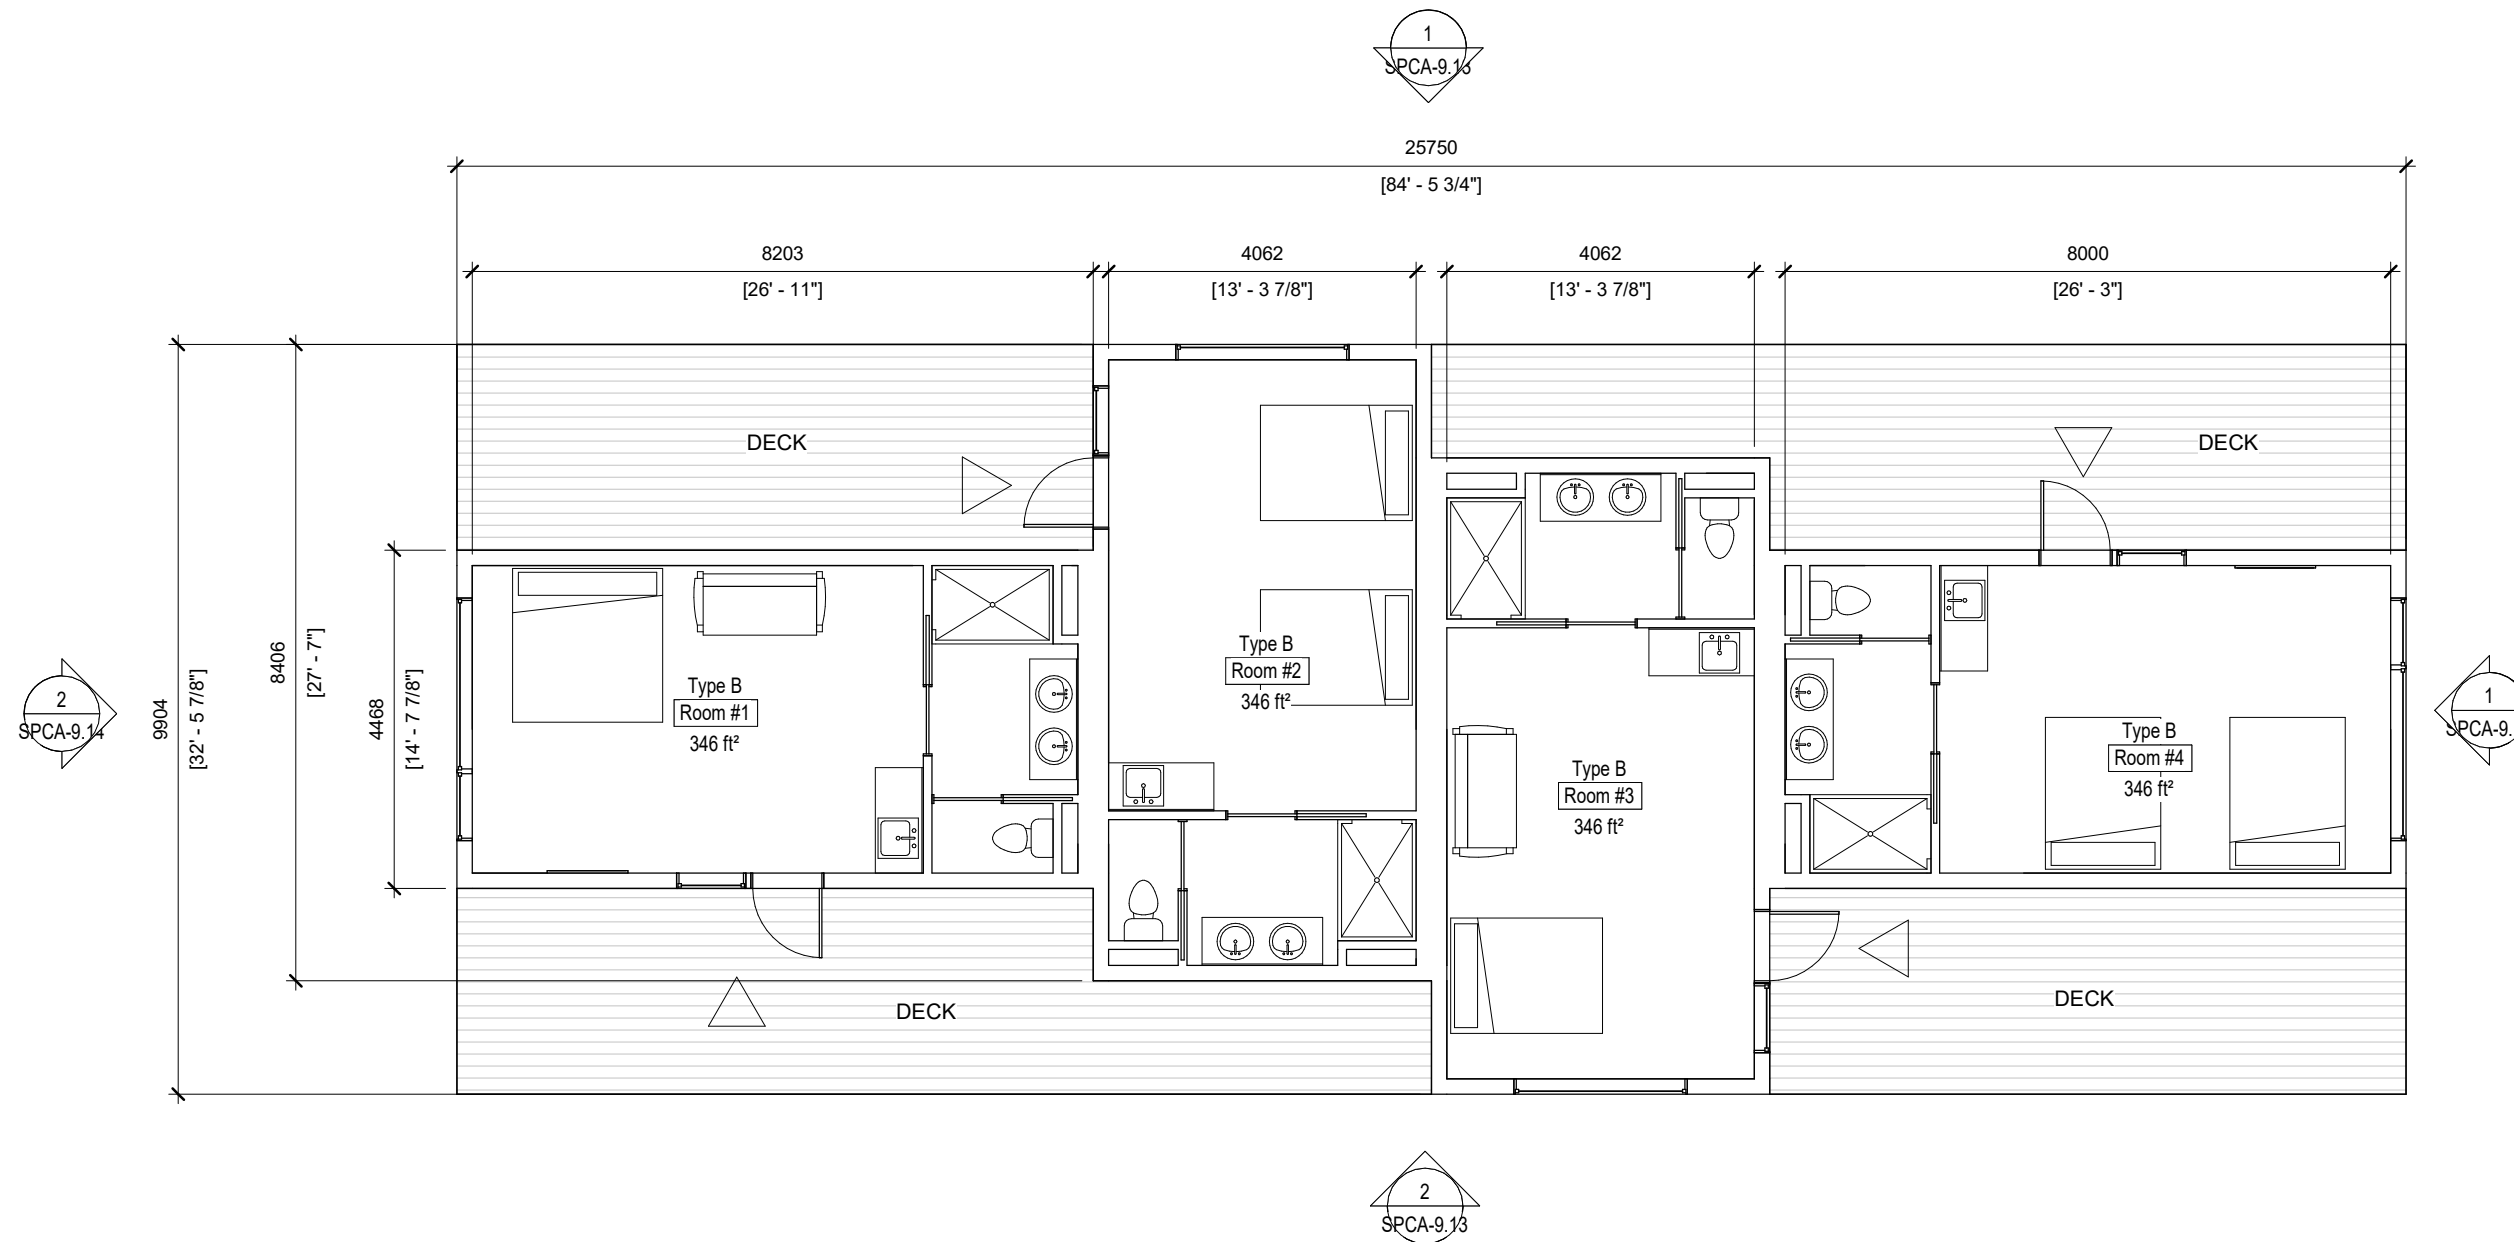 1
SPCA-9.13
25750
[84' - 5 3/4"]
8203
[26' - 11"]
4062
[13' - 3 7/8"]
4062
[13' - 3 7/8"]
8000
[26' - 3"]
DECK
DECK
9904
[32' - 5 7/8"]
8406
[27' - 7"]
4468
[14' - 7 7/8"]
2
SPCA-9.14
Type B
Room #1
346 ft²
Type B
Room #2
346 ft²
Type B
Room #3
346 ft²
Type B
Room #4
346 ft²
1
SPCA-9.
DECK
DECK
2
SPCA-9.13